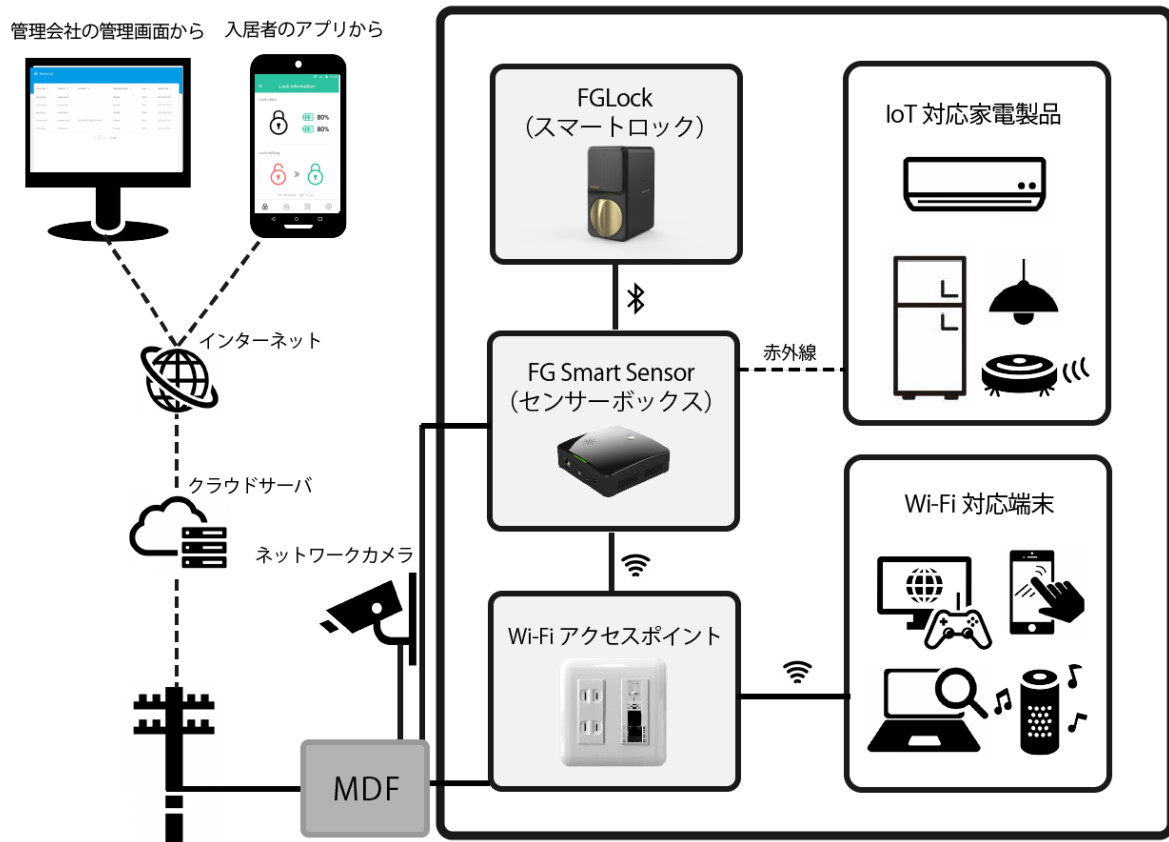 管理会社の管理画面から
入居者のアプリから
Lock information
80%
80%
インターネット
クラウドサーバ
ネットワークカメラ
MDF
FGLock
（スマートロック）
FG Smart Sensor
（センサーボックス）
赤外線
Wi-Fi アクセスポイント
IoT 対応家電製品
Wi-Fi 対応端末